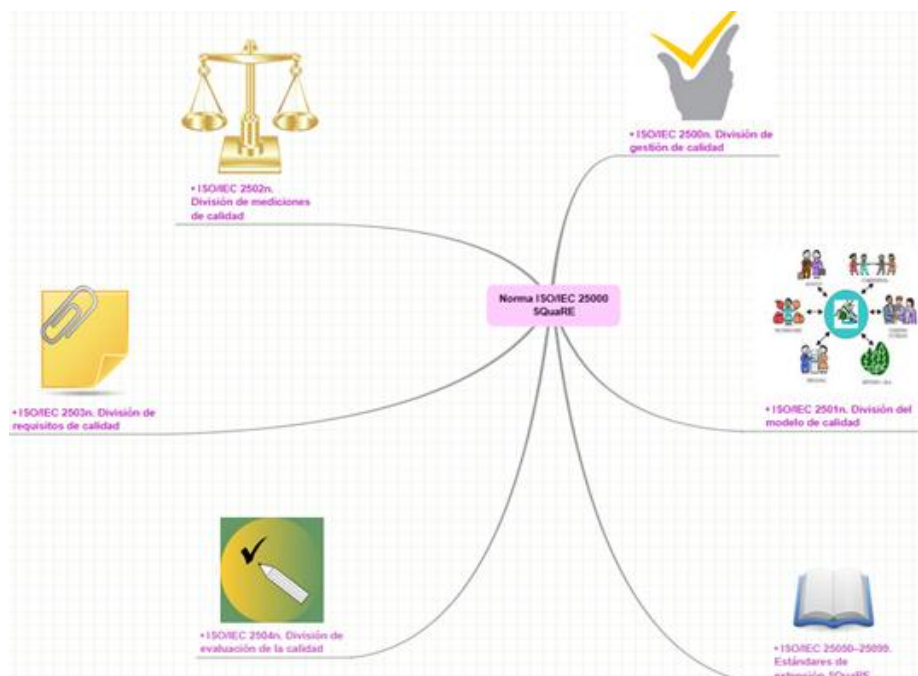 • ISO/IEC 2500n. División de
gestión de calidad
• ISO/IEC 2502n.
División de mediciones
de calidad
Norma ISO/IEC 25000
SQuaRE
• ISO/IEC 2503n. División de
requisitos de calidad
• ISO/IEC 2501n. División del
modelo de calidad
• ISO/IEC 2504n. División de
evaluación de la calidad
• ISO/IEC 25050–25099.
Estándares de
extensión SQuaRE